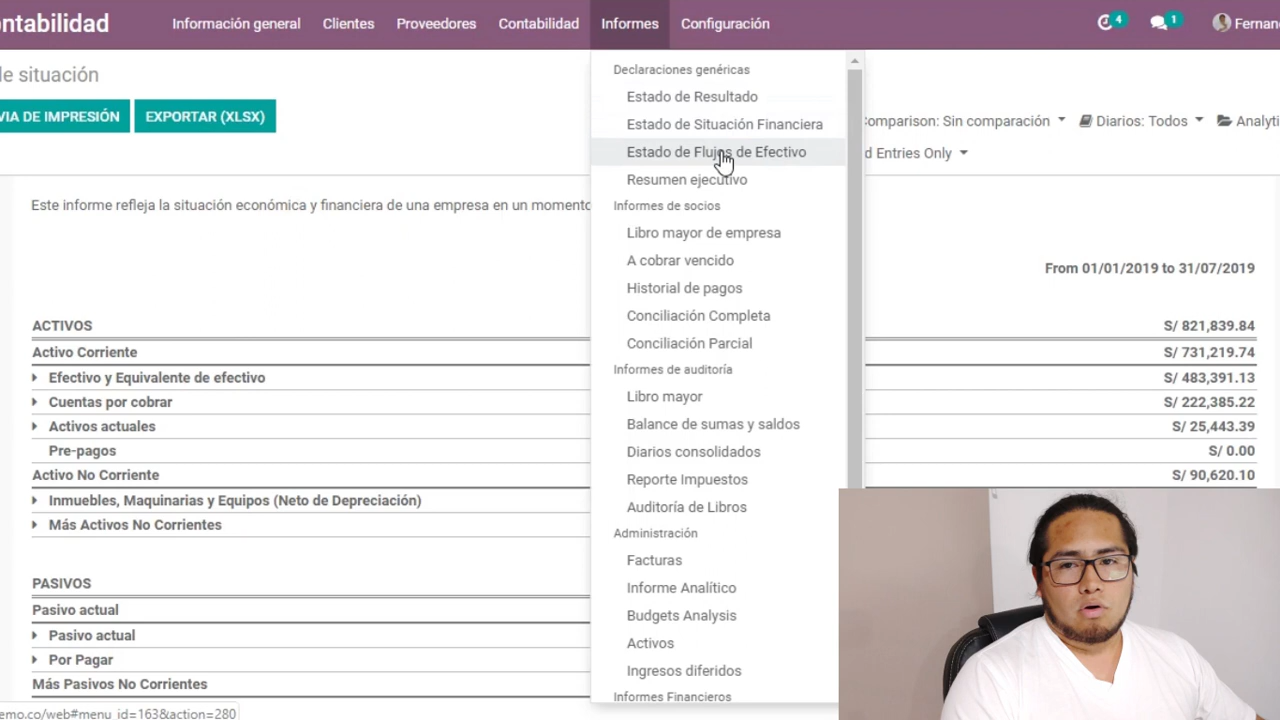 ntabilidad
Información general Clientes Proveedores Contabilidad Informes Configuración 4 1 Fernan
de situación
VIA DE IMPRESIÓN EXPORTAR (XLSX)
Comparison: Sin comparación Diarios: Todos Analyti
d Entries Only
Este informe refleja la situación económica y financiera de una empresa en un momento
From 01/01/2019 to 31/07/2019
ACTIVOS S/ 821,839.84
Activo Corriente S/ 731,219.74
Efectivo y Equivalente de efectivo S/ 483,391.13
Cuentas por cobrar S/ 222,385.22
Activos actuales S/ 25,443.39
Pre-pagos S/ 0.00
Activo No Corriente S/ 90,620.10
Inmuebles, Maquinarias y Equipos (Neto de Depreciación)
Más Activos No Corrientes
PASIVOS
Pasivo actual
Pasivo actual
Por Pagar
Más Pasivos No Corrientes
Declaraciones genéricas
Estado de Resultado
Estado de Situación Financiera
Estado de Flujos de Efectivo
Resumen ejecutivo
Informes de socios
Libro mayor de empresa
A cobrar vencido
Historial de pagos
Conciliación Completa
Conciliación Parcial
Informes de auditoría
Libro mayor
Balance de sumas y saldos
Diarios consolidados
Reporte Impuestos
Auditoría de Libros
Administración
Facturas
Informe Analítico
Budgets Analysis
Activos
Ingresos diferidos
Informes Financieros
emo.co/web#menu_id=163&action=280